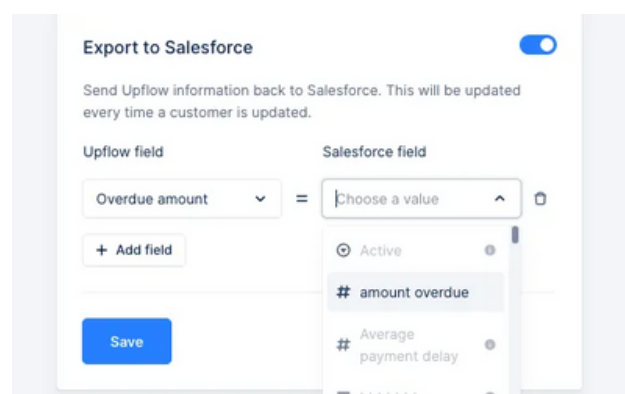 Export to Salesforce
Send Upflow information back to Salesforce. This will be updated
every time a customer is updated.
Upflow field
Salesforce field
Overdue amount
=
Choose a value
+ Add field
Active
# amount overdue
# Average
payment delay
Save